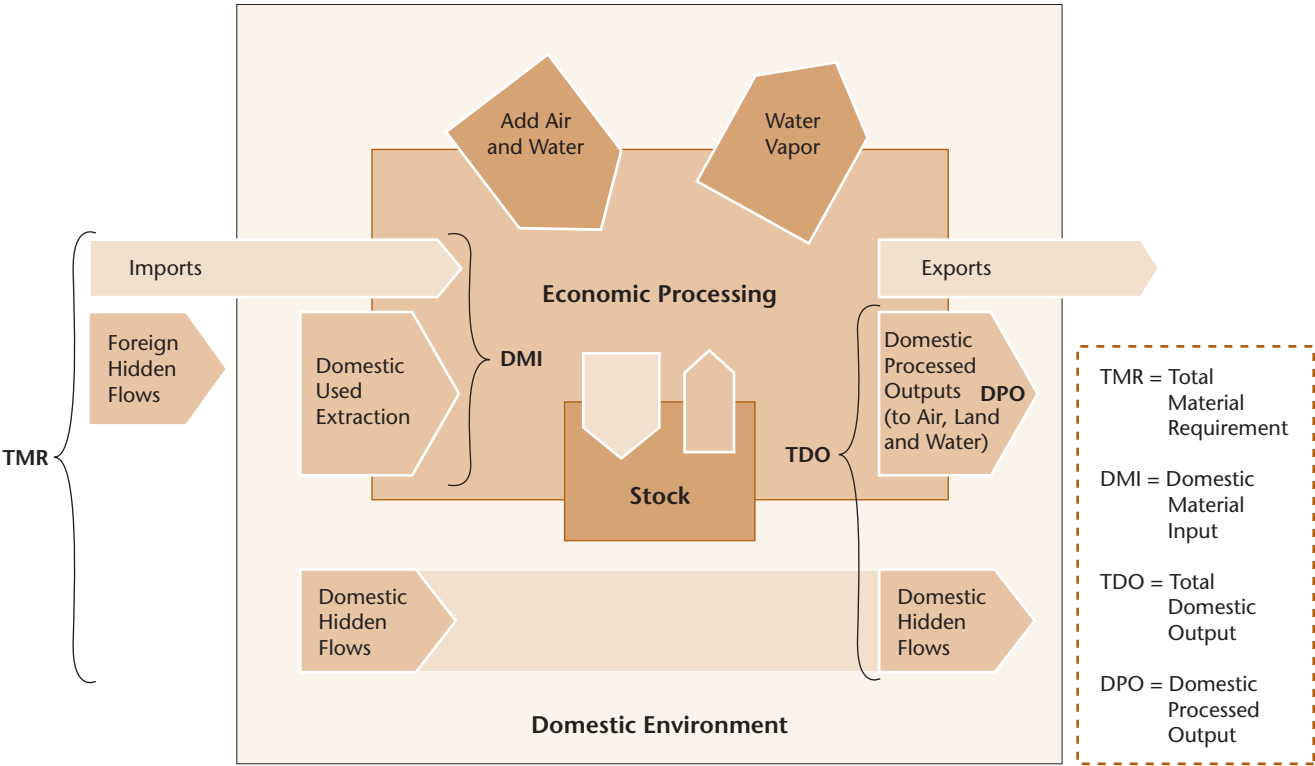 Add Air
and Water
Water
Vapor
Imports
Exports
Economic Processing
Foreign
Hidden
Flows
Domestic
Used
Extraction
DMI
Domestic
Processed
Outputs DPO
(to Air, Land
and Water)
TMR
TDO
Stock
Domestic
Hidden
Flows
Domestic
Hidden
Flows
Domestic Environment
TMR = Total
Material
Requirement
DMI = Domestic
Material
Input
TDO = Total
Domestic
Output
DPO = Domestic
Processed
Output